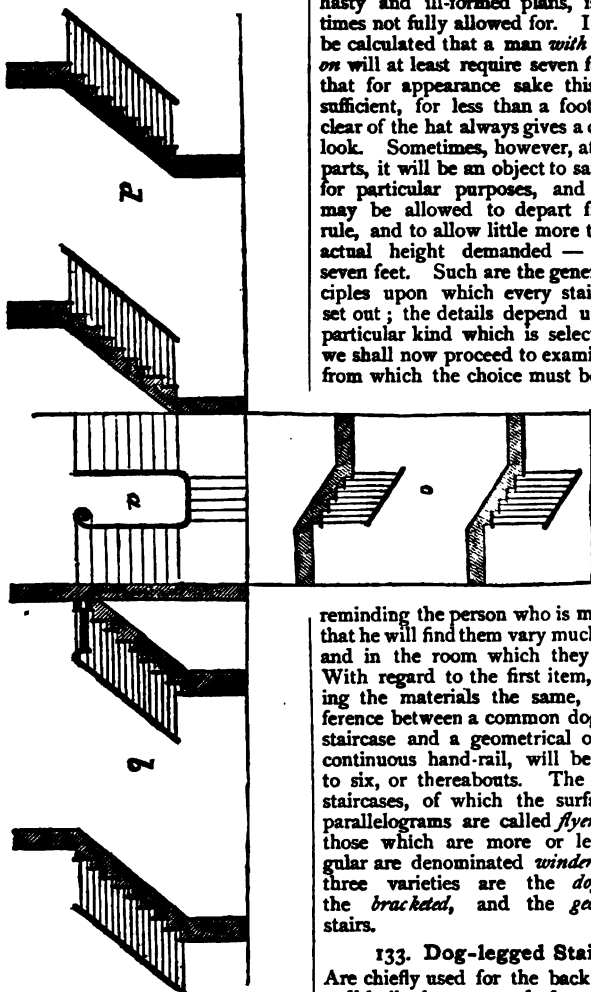 hasty and ill-formed plans, i
times not fully allowed for. I
be calculated that a man with
on will at least require seven f
that for appearance sake this
sufficient, for less than a foot
clear of the hat always gives a c
look. Sometimes, however, at
parts, it will be an object to sa
for particular purposes, and
may be allowed to depart f
rule, and to allow little more t
actual height demanded —
seven feet. Such are the gene
ciples upon which every stai
set out; the details depend u
particular kind which is selec
we shall now proceed to exami
from which the choice must b
d
a
c
b
reminding the person who is m
that he will find them vary muc
and in the room which they
With regard to the first item,
ing the materials the same,
ference between a common do
staircase and a geometrical o
continuous hand-rail, will be
to six, or thereabouts. The
staircases, of which the surf
parallelograms are called flye
those which are more or le
gular are denominated winder
three varieties are the do
the bracketed, and the geo
stairs.
133. Dog-legged Stai
Are chiefly used for the back